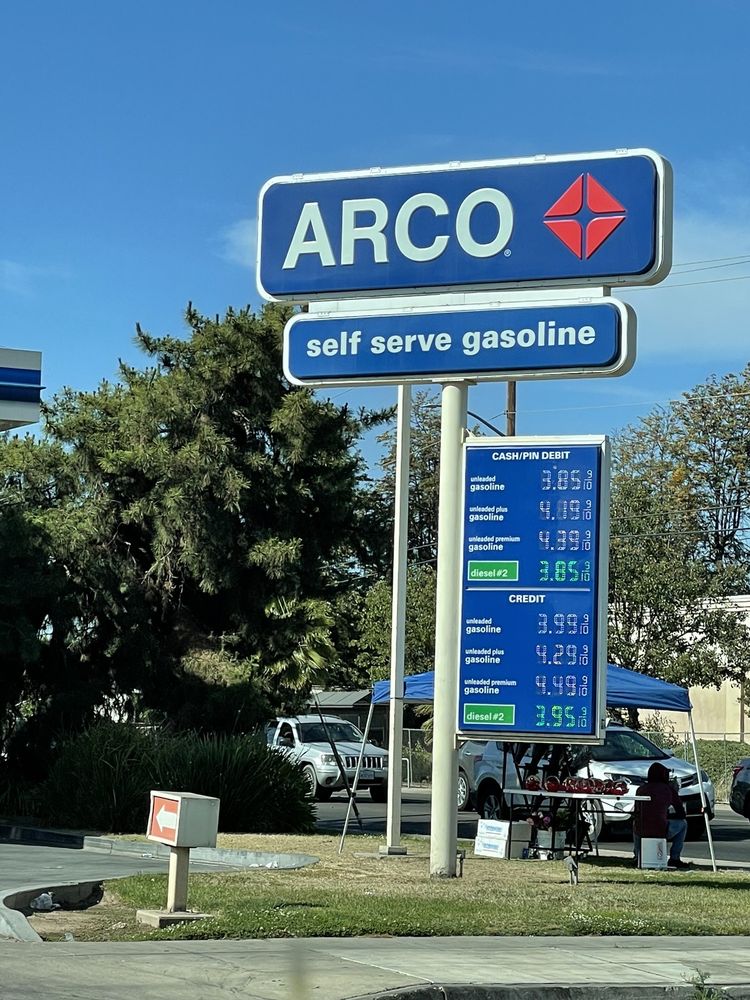 ARCO®
self serve gasoline
CASH/PIN DEBIT
unleaded
gasoline 3.85 9/10
unleaded plus
gasoline 4.19 9/10
unleaded premium
gasoline 4.39 9/10
diesel #2 3.85 9/10
CREDIT
unleaded
gasoline 3.99 9/10
unleaded plus
gasoline 4.29 9/10
unleaded premium
gasoline 4.49 9/10
diesel #2 3.95 9/10